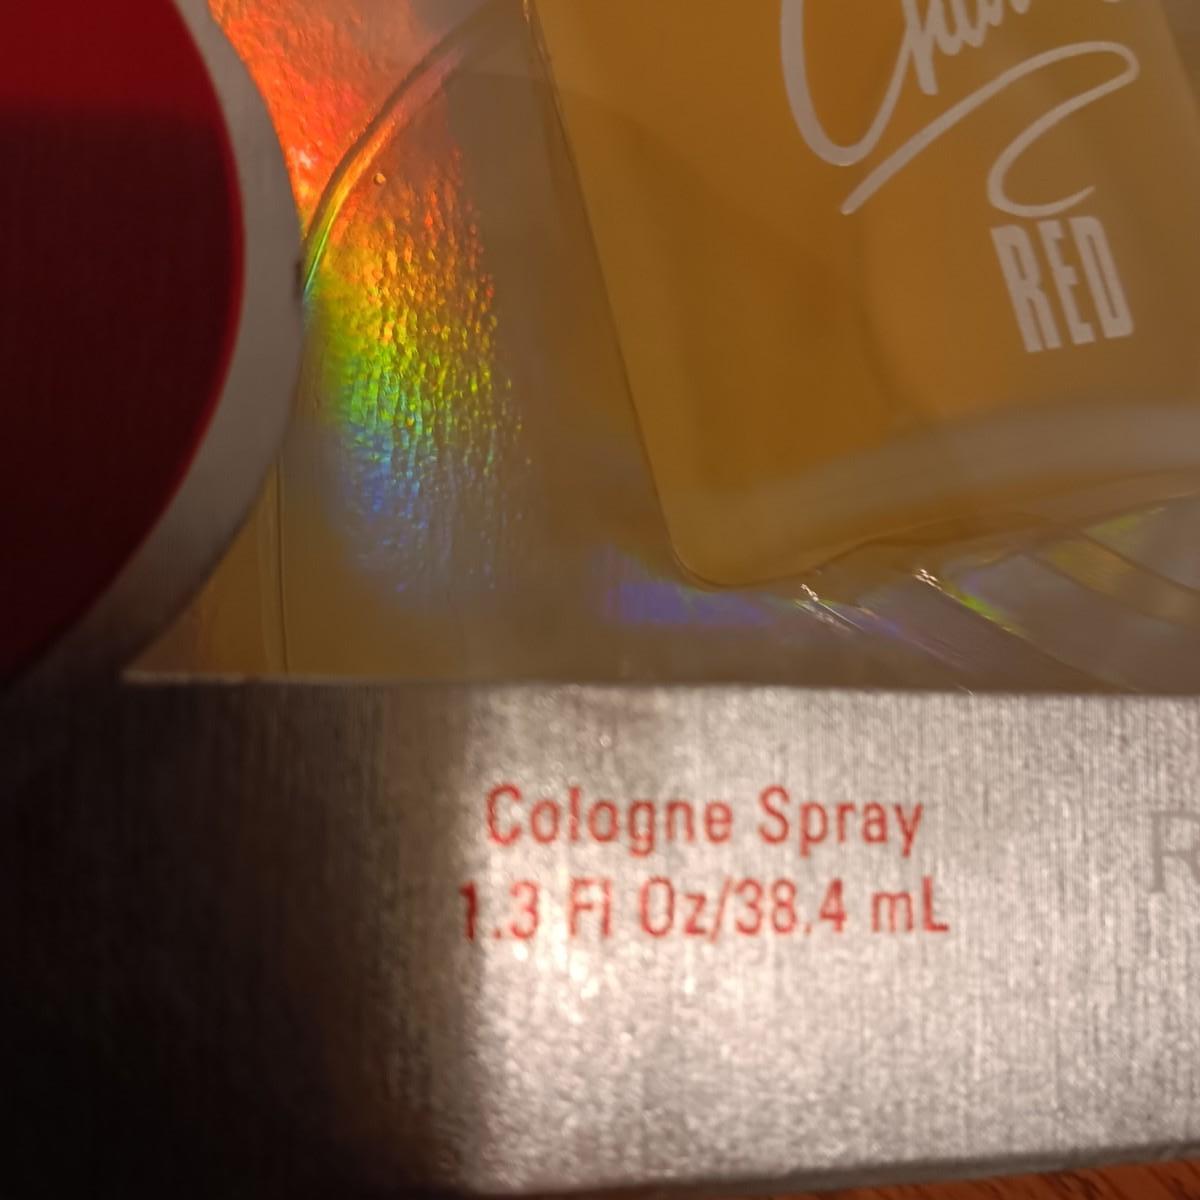 RED
Cologne Spray
1.3 Fl Oz/38.4 mL